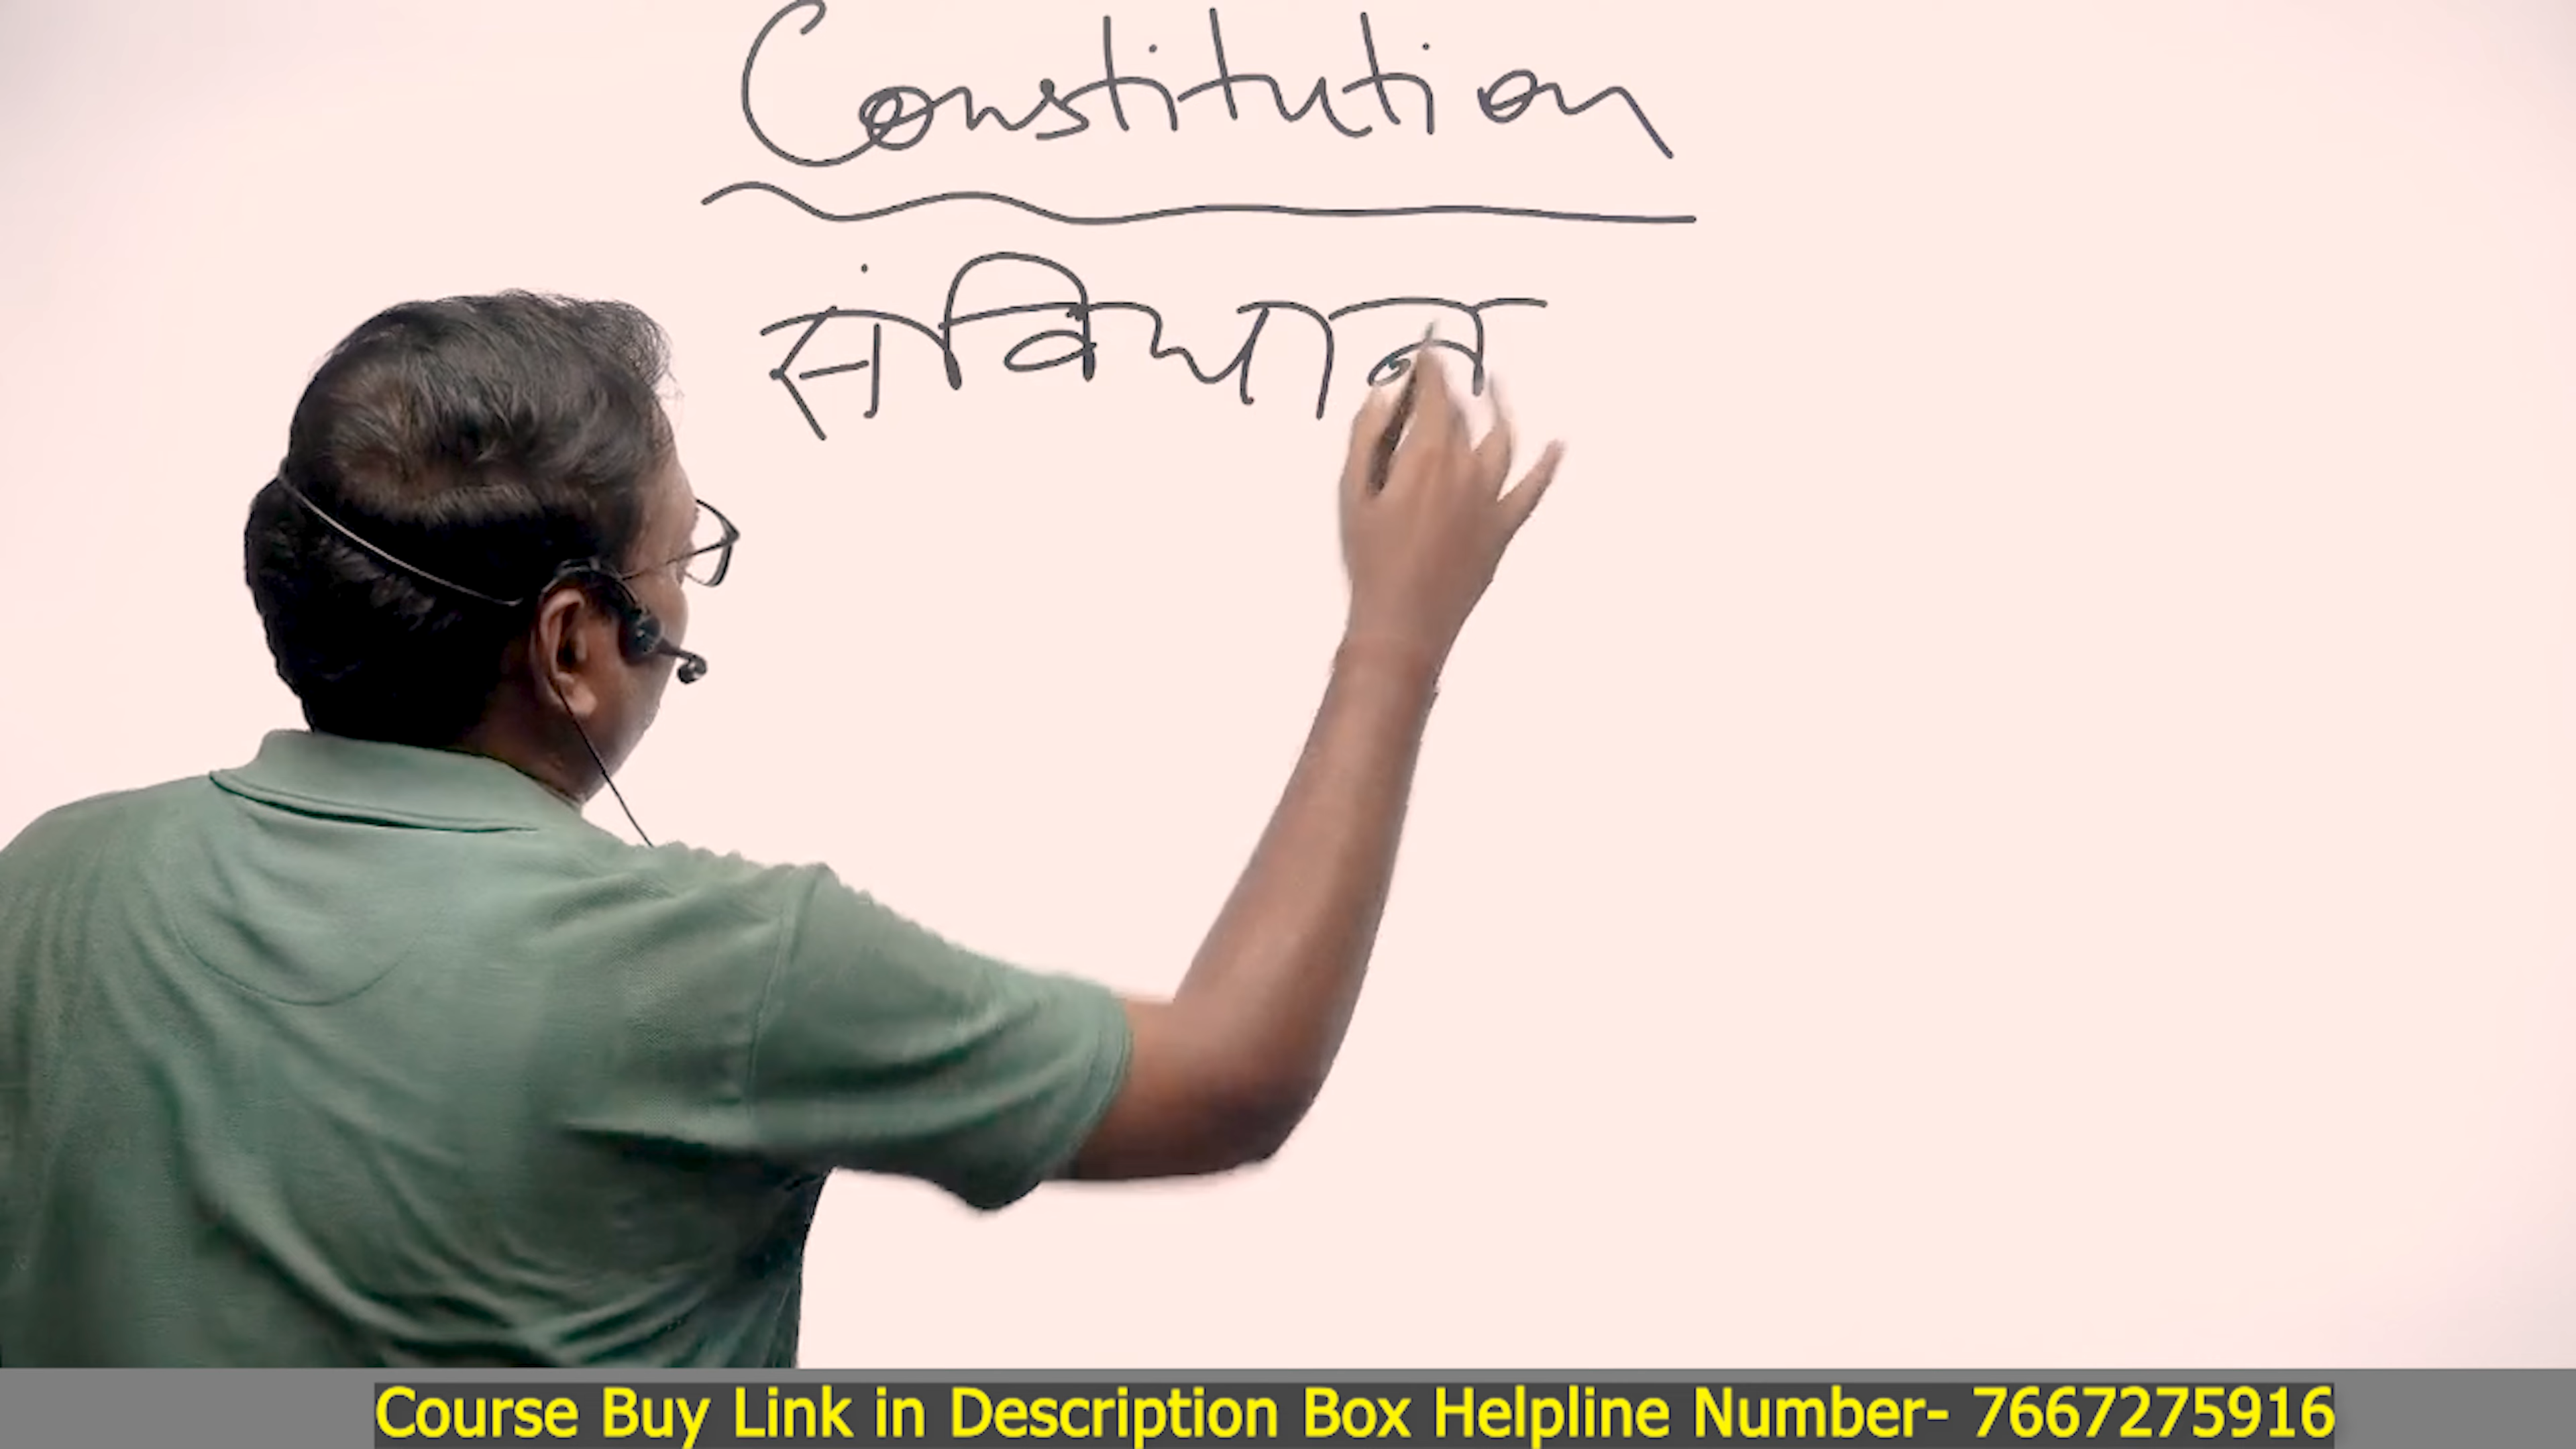 Constitution
संविधान
Course Buy Link in Description Box Helpline Number- 7667275916